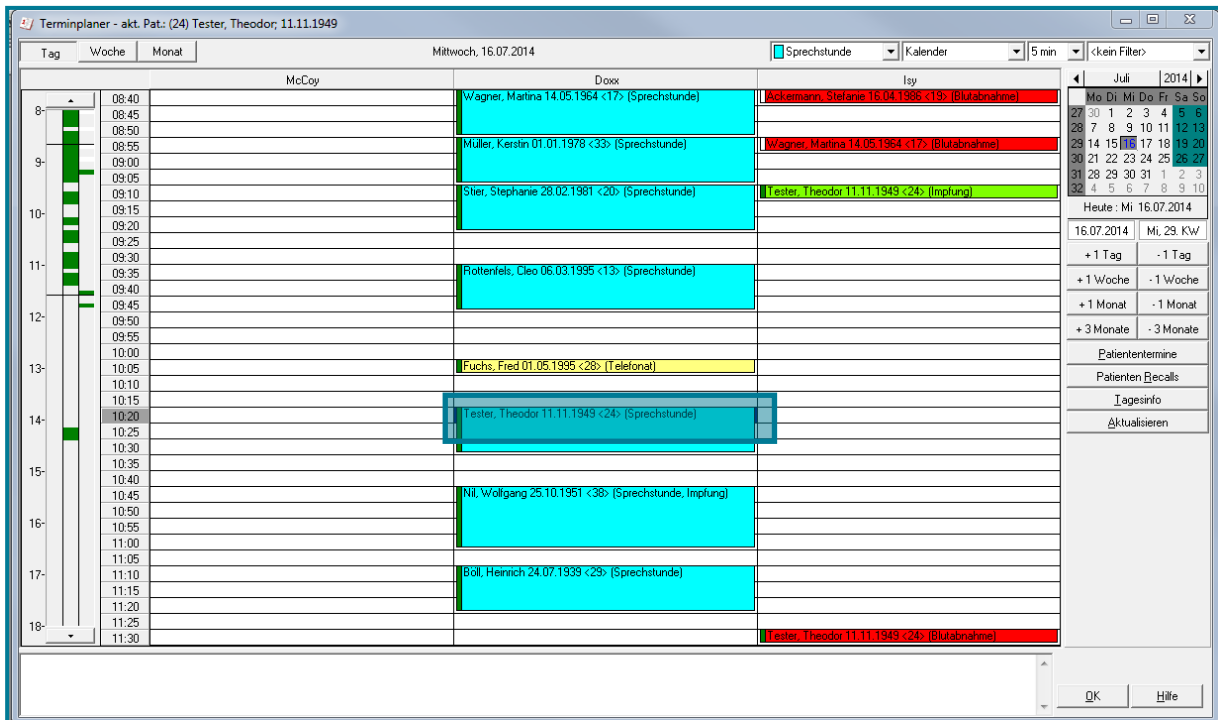 Terminplaner - akt. Pat.: (24) Tester, Theodor; 11.11.1949
Tag Woche Monat Mittwoch, 16.07.2014 Sprechstunde Kalender 5 min <kein Filter>
McCoy Doxx Isy
08:40 Wagner, Martina 14.05.1964 <17> (Sprechstunde) Ackermann, Stefanie 16.04.1986 <19> (Blutabnahme)
08:45
08:50
08:55 Müller, Kerstin 01.01.1978 <33> (Sprechstunde) Wagner, Martina 14.05.1964 <17> (Blutabnahme)
09:00
09:05
09:10 Stier, Stephanie 28.02.1981 <20> (Sprechstunde) Tester, Theodor 11.11.1949 <24> (Impfung)
09:15
09:20
09:25
09:30
09:35 Rottenfels, Cleo 06.03.1995 <13> (Sprechstunde)
09:40
09:45
09:50
09:55
10:00
10:05 Fuchs, Fred 01.05.1995 <28> (Telefonat)
10:10
10:15
10:20 Tester, Theodor 11.11.1949 <24> (Sprechstunde)
10:25
10:30
10:35
10:40
10:45 Nil, Wolfgang 25.10.1951 <38> (Sprechstunde, Impfung)
10:50
10:55
11:00
11:05
11:10 Böll, Heinrich 24.07.1939 <29> (Sprechstunde)
11:15
11:20
11:25
11:30 Tester, Theodor 11.11.1949 <24> (Blutabnahme)
8-
9-
10-
11-
12-
13-
14-
15-
16-
17-
18-
Juli 2014
Mo Di Mi Do Fr Sa So
27 30 1 2 3 4 5 6
28 7 8 9 10 11 12 13
29 14 15 16 17 18 19 20
30 21 22 23 24 25 26 27
31 28 29 30 31 1 2 3
32 4 5 6 7 8 9 10
Heute : Mi 16.07.2014
16.07.2014 Mi, 29. KW
+ 1 Tag - 1 Tag
+ 1 Woche - 1 Woche
+ 1 Monat - 1 Monat
+ 3 Monate - 3 Monate
Patiententermine
Patienten Recalls
Tagesinfo
Aktualisieren
OK Hilfe